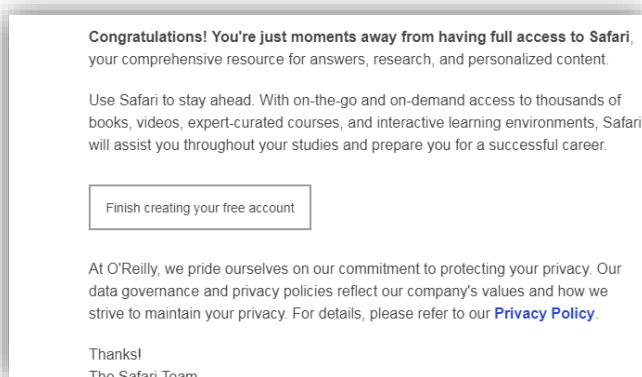 Congratulations! You're just moments away from having full access to Safari,
your comprehensive resource for answers, research, and personalized content.
Use Safari to stay ahead. With on-the-go and on-demand access to thousands of
books, videos, expert-curated courses, and interactive learning environments, Safari
will assist you throughout your studies and prepare you for a successful career.
Finish creating your free account
At O'Reilly, we pride ourselves on our commitment to protecting your privacy. Our
data governance and privacy policies reflect our company's values and how we
strive to maintain your privacy. For details, please refer to our Privacy Policy.
Thanks!
The Safari Team